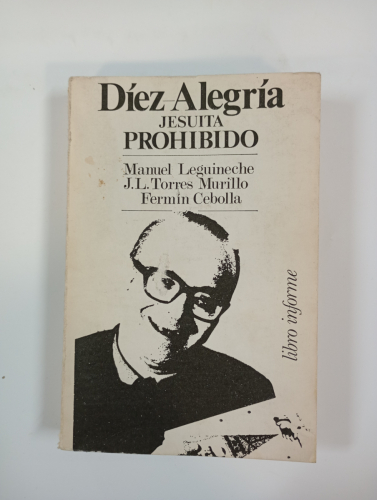 Díez-Alegría
JESUITA
PROHIBIDO
Manuel Leguineche
J.L. Torres Murillo
Fermín Cebolla
libro informe